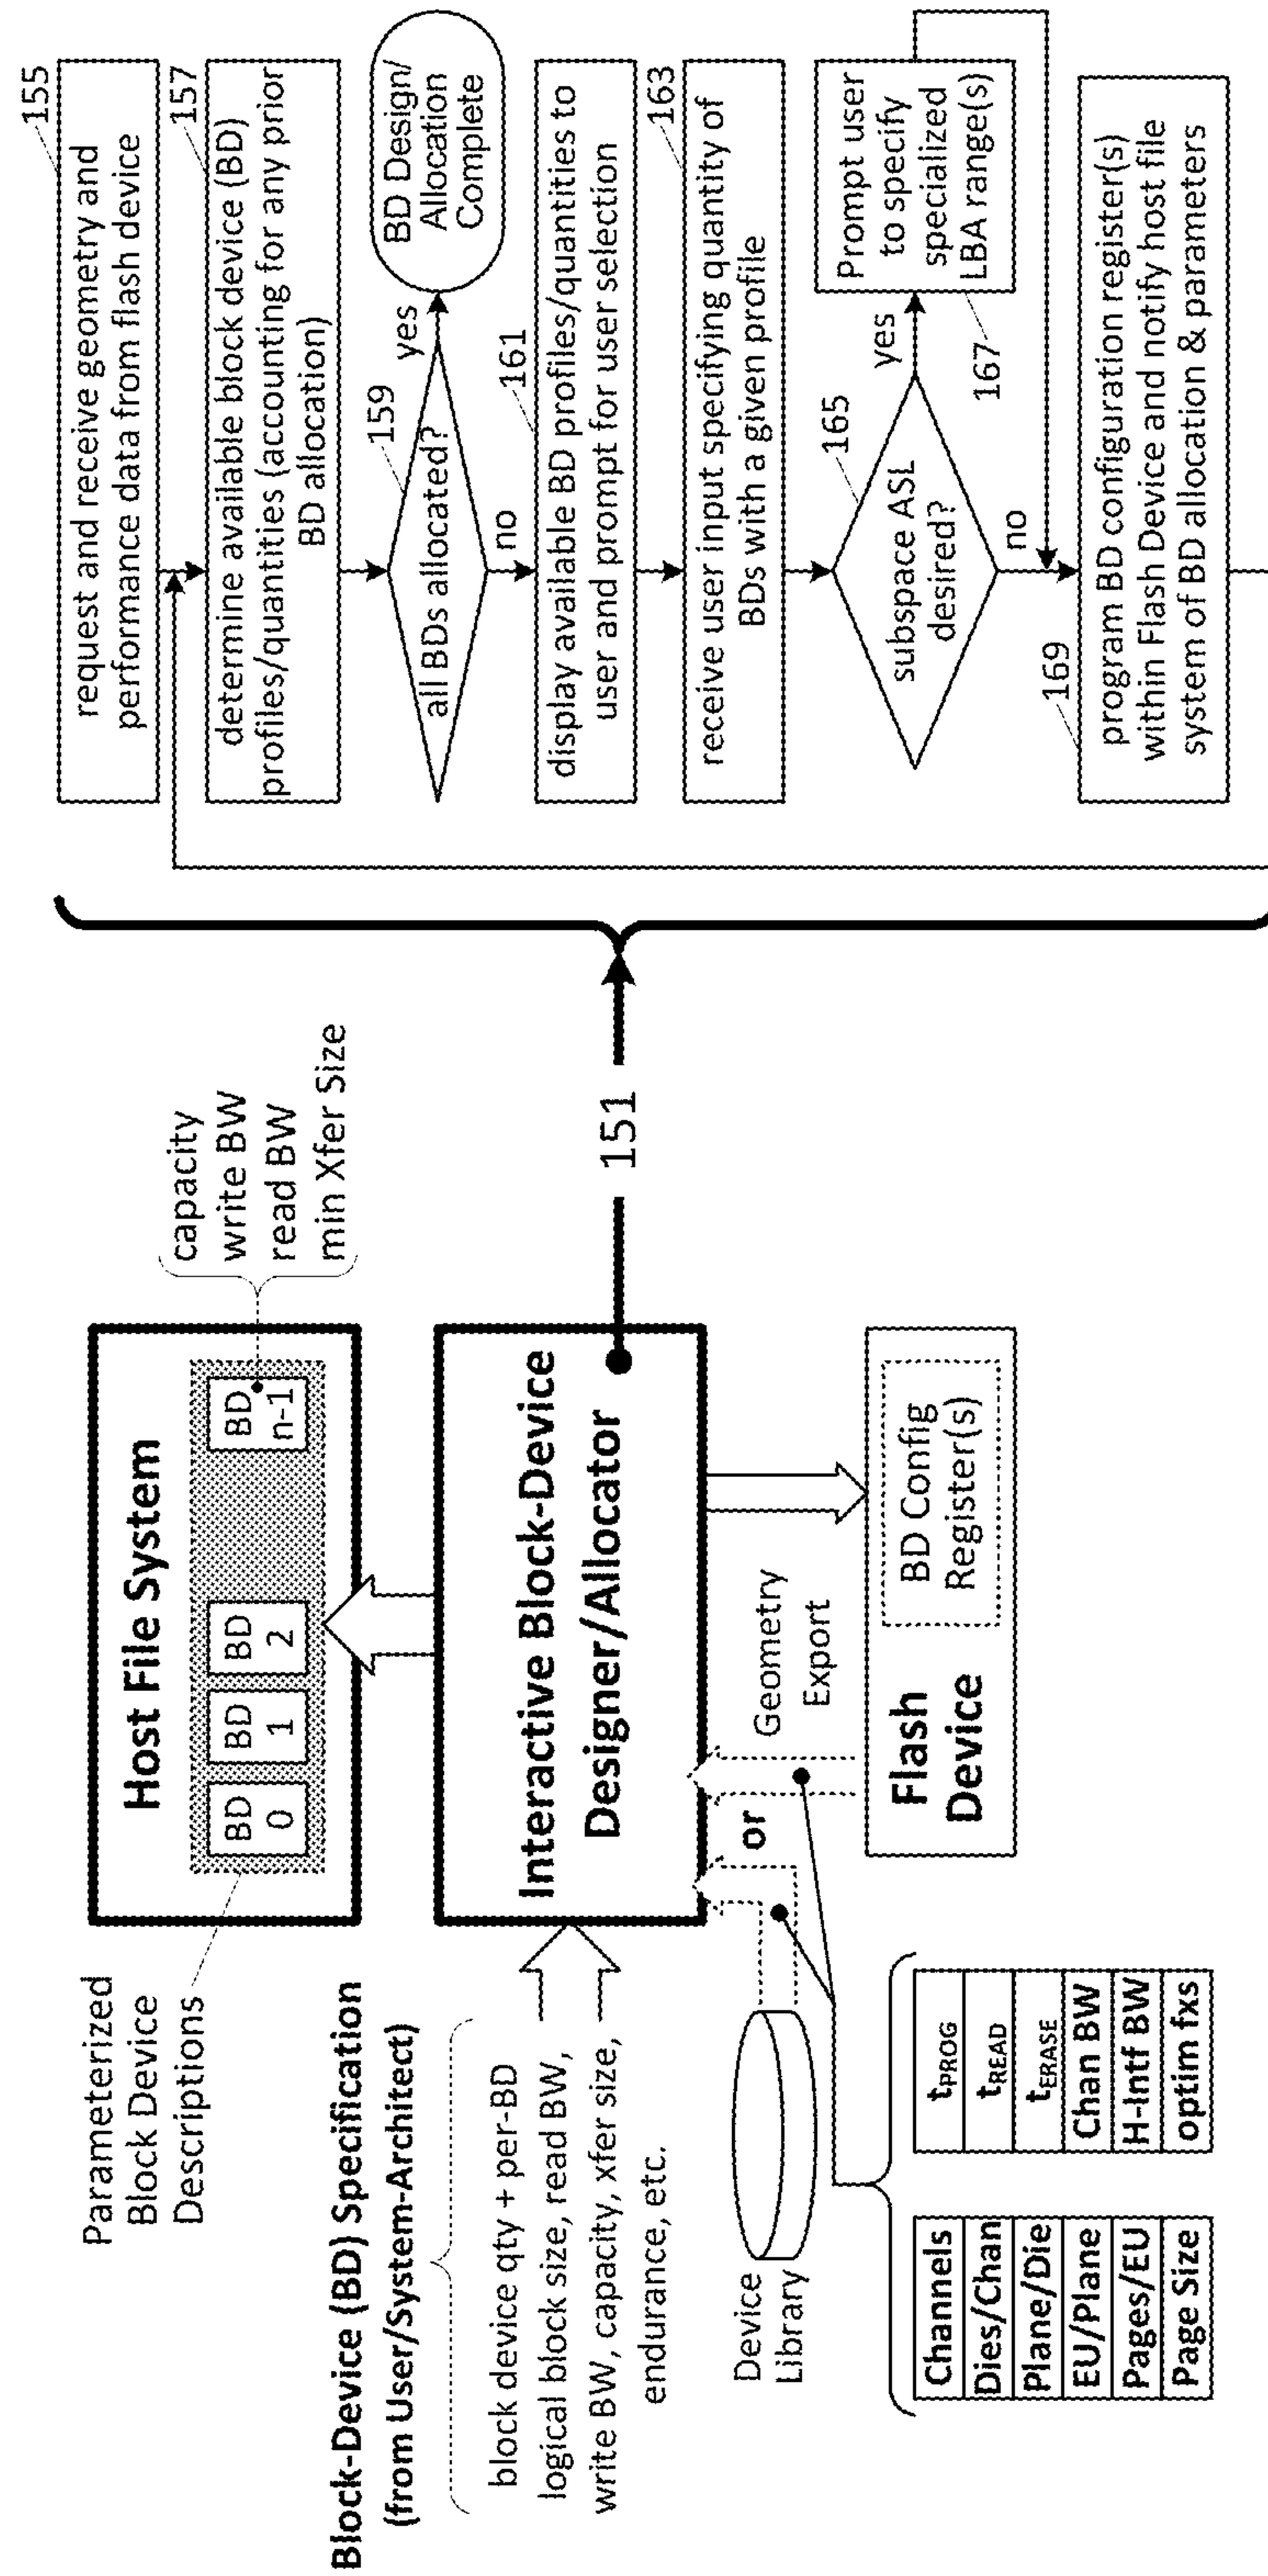 Parameterized
Block Device
Descriptions
Host File System
BD
0
BD
1
BD
2
BD
n-1
capacity
write BW
read BW
min Xfer Size
Block-Device (BD) Specification
(from User/System-Architect)
block device qty + per-BD
logical block size, read BW,
write BW, capacity, xfer size,
endurance, etc.
Interactive Block-Device
Designer/Allocator
151
Device
Library
or
Geometry
Export
Flash
Device
BD Config
Register(s)
Channels
Dies/Chan
Plane/Die
EU/Plane
Pages/EU
Page Size
tPROG
tREAD
tERASE
Chan BW
H-Intf BW
optim fxs
155
request and receive geometry and
performance data from flash device
157
determine available block device (BD)
profiles/quantities (accounting for any prior
BD allocation)
159
all BDs allocated?
yes
BD Design/
Allocation
Complete
no
161
display available BD profiles/quantities to
user and prompt for user selection
163
receive user input specifying quantity of
BDs with a given profile
165
subspace ASL
desired?
yes
167
Prompt user
to specify
specialized
LBA range(s)
no
169
program BD configuration register(s)
within Flash Device and notify host file
system of BD allocation & parameters